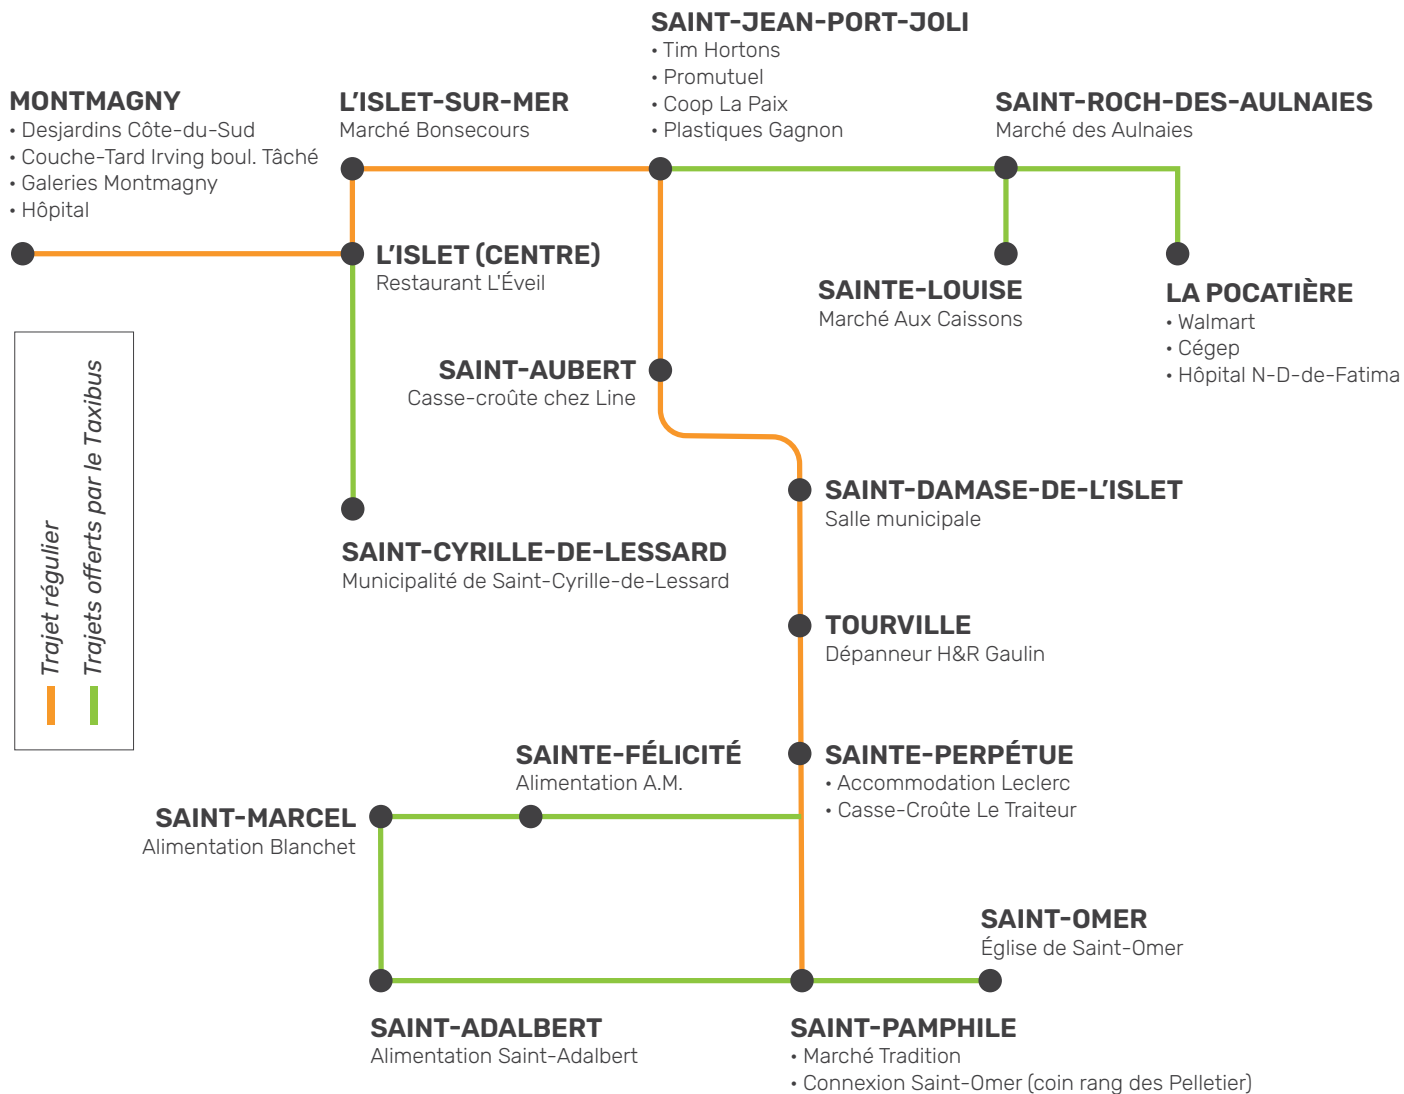 SAINT-JEAN-PORT-JOLI
• Tim Hortons
• Promutuel
• Coop La Paix
• Plastiques Gagnon
MONTMAGNY
• Desjardins Côte-du-Sud
• Couche-Tard Irving boul. Tâché
• Galeries Montmagny
• Hôpital
L'ISLET-SUR-MER
Marché Bonsecours
SAINT-ROCH-DES-AULNAIES
Marché des Aulnaies
L'ISLET (CENTRE)
Restaurant L'Éveil
SAINTE-LOUISE
Marché Aux Caissons
LA POCATIÈRE
• Walmart
• Cégep
• Hôpital N-D-de-Fatima
Trajet régulier
Trajets offerts par le Taxibus
SAINT-AUBERT
Casse-croûte chez Line
SAINT-DAMASE-DE-L'ISLET
Salle municipale
SAINT-CYRILLE-DE-LESSARD
Municipalité de Saint-Cyrille-de-Lessard
TOURVILLE
Dépanneur H&R Gaulin
SAINTE-FÉLICITÉ
Alimentation A.M.
SAINTE-PERPÉTUE
• Accommodation Leclerc
• Casse-Croûte Le Traiteur
SAINT-MARCEL
Alimentation Blanchet
SAINT-OMER
Église de Saint-Omer
SAINT-ADALBERT
Alimentation Saint-Adalbert
SAINT-PAMPHILE
• Marché Tradition
• Connexion Saint-Omer (coin rang des Pelletier)